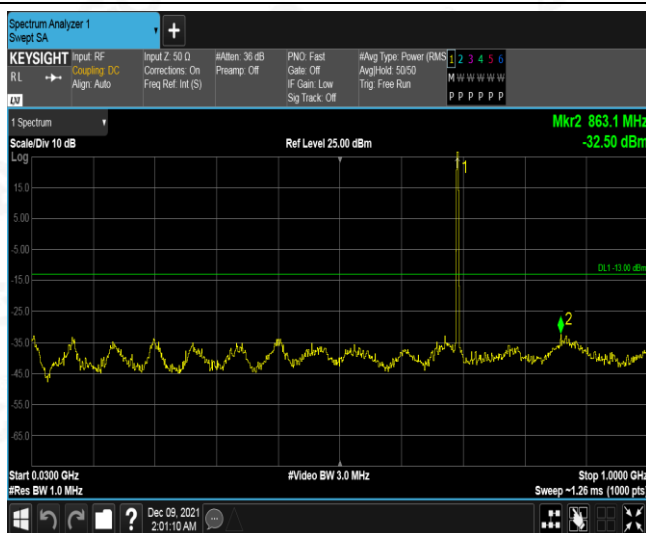 Spectrum Analyzer 1
Swept SA
+
KEYSIGHT Input: RF Input Z: 50 Ω #Atten: 36 dB PNO: Fast #Avg Type: Power (RMS 1 2 3 4 5 6
RL Coupling: DC Corrections: On Preamp: Off Gate: Off Avg|Hold: 50/50 M W W W W W
Align: Auto Freq Ref: Int (S) IF Gain: Low Trig: Free Run
Sig Track: Off P P P P P P
LXI
1 Spectrum
Mkr2 863.1 MHz
Scale/Div 10 dB Ref Level 25.00 dBm -32.50 dBm
Log
1
15.0
5.00
-5.00
DL1 -13.00 dBm
-15.0
-25.0
2
-35.0
-45.0
-55.0
-65.0
Start 0.0300 GHz #Video BW 3.0 MHz Stop 1.0000 GHz
#Res BW 1.0 MHz Sweep ~1.26 ms (1000 pts)
? Dec 09, 2021
2:01:10 AM